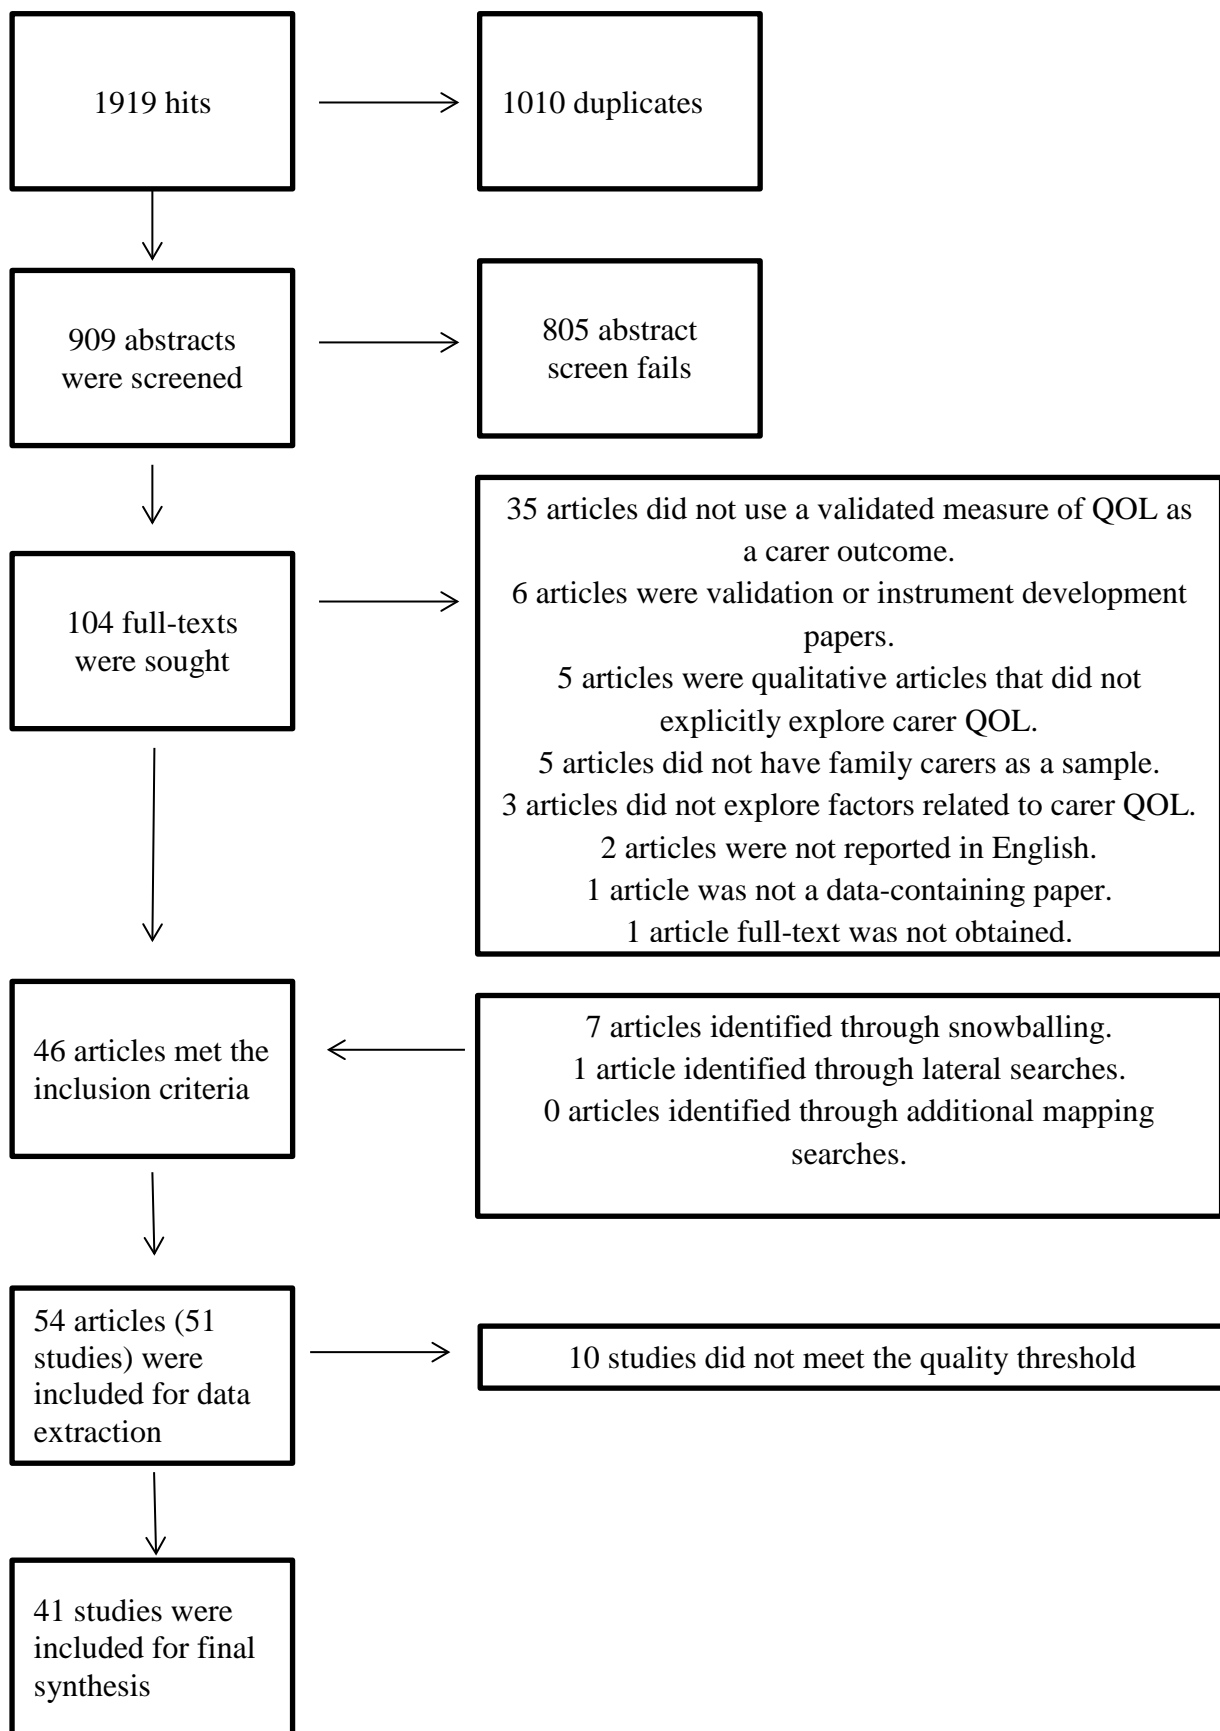 1919 hits
1010 duplicates
909 abstracts
were screened
805 abstract
screen fails
104 full-texts
were sought
35 articles did not use a validated measure of QOL as
a carer outcome.
6 articles were validation or instrument development
papers.
5 articles were qualitative articles that did not
explicitly explore carer QOL.
5 articles did not have family carers as a sample.
3 articles did not explore factors related to carer QOL.
2 articles were not reported in English.
1 article was not a data-containing paper.
1 article full-text was not obtained.
46 articles met the
inclusion criteria
7 articles identified through snowballing.
1 article identified through lateral searches.
0 articles identified through additional mapping
searches.
54 articles (51
studies) were
included for data
extraction
10 studies did not meet the quality threshold
41 studies were
included for final
synthesis